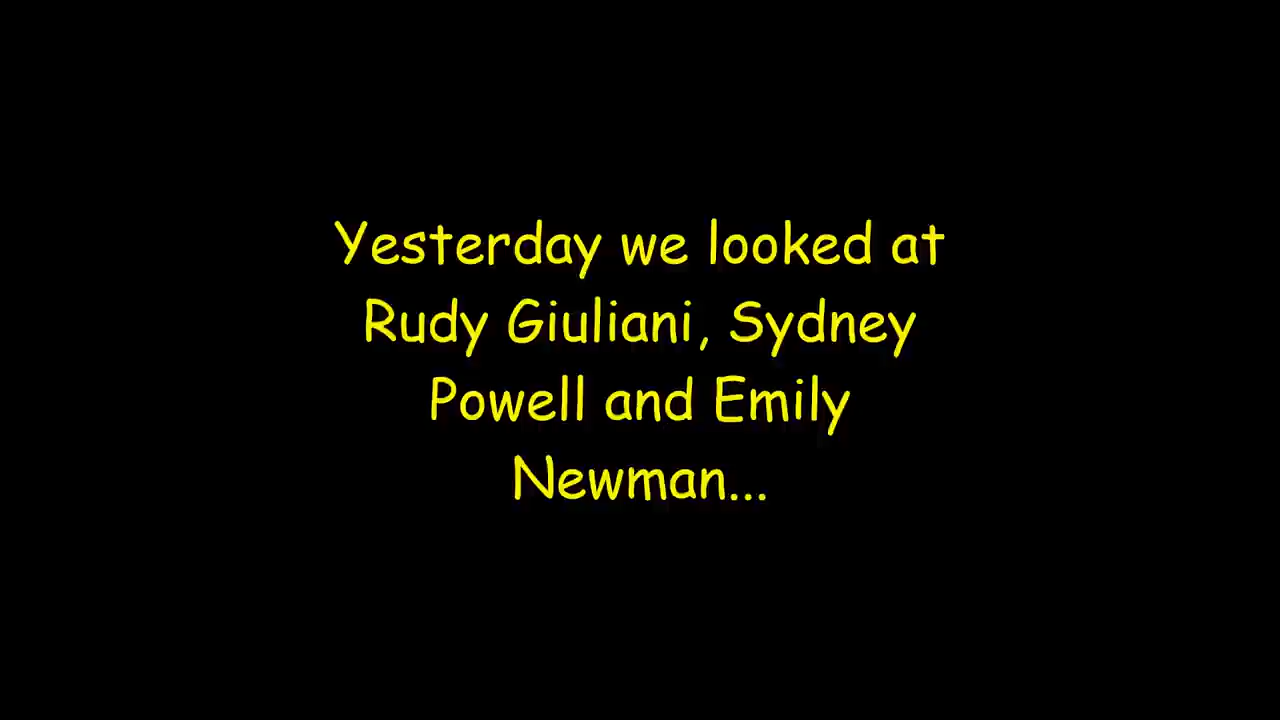 Yesterday we looked at
Rudy Giuliani, Sydney
Powell and Emily
Newman...